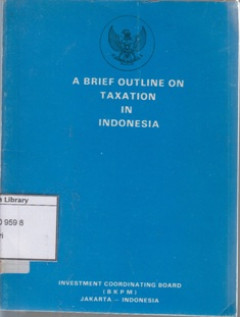 A BRIEF OUTLINE ON
TAXATION
IN
INDONESIA
Library
959 8
INVESTMENT COORDINATING BOARD
( B K P M )
JAKARTA – INDONESIA